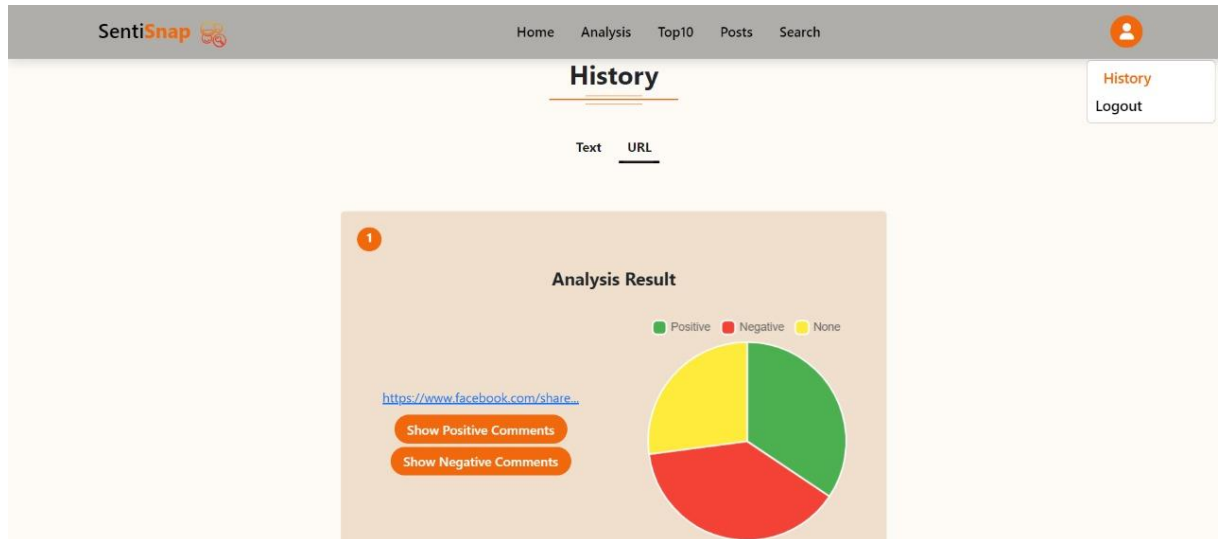 SentiSnap
Home Analysis Top10 Posts Search
History
Logout
History
Text URL
1
Analysis Result
Positive Negative None
https://www.facebook.com/share...
Show Positive Comments
Show Negative Comments